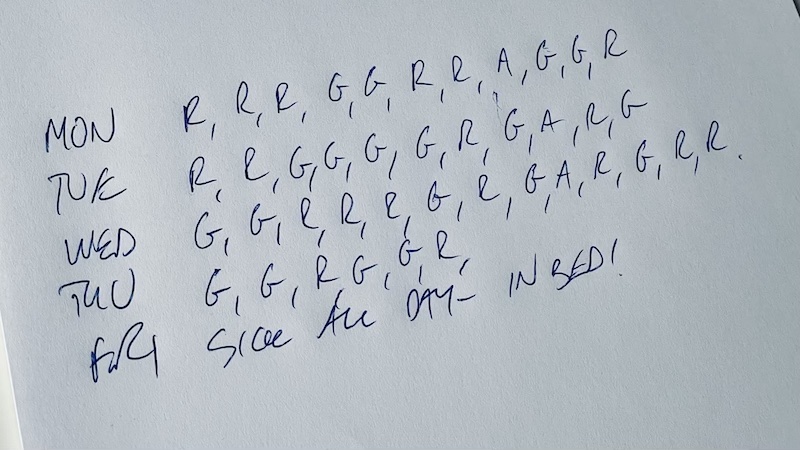 MON R, R, R, G, G, R, R, A, G, G, R
TUE R, R, G, G, G, G, R, G, A, R, G
WED G, G, R, R, R, G, R, G, A, R, G, R, R.
THU G, G, R, G, G, R,
FRI SICK ALL DAY - IN BED!